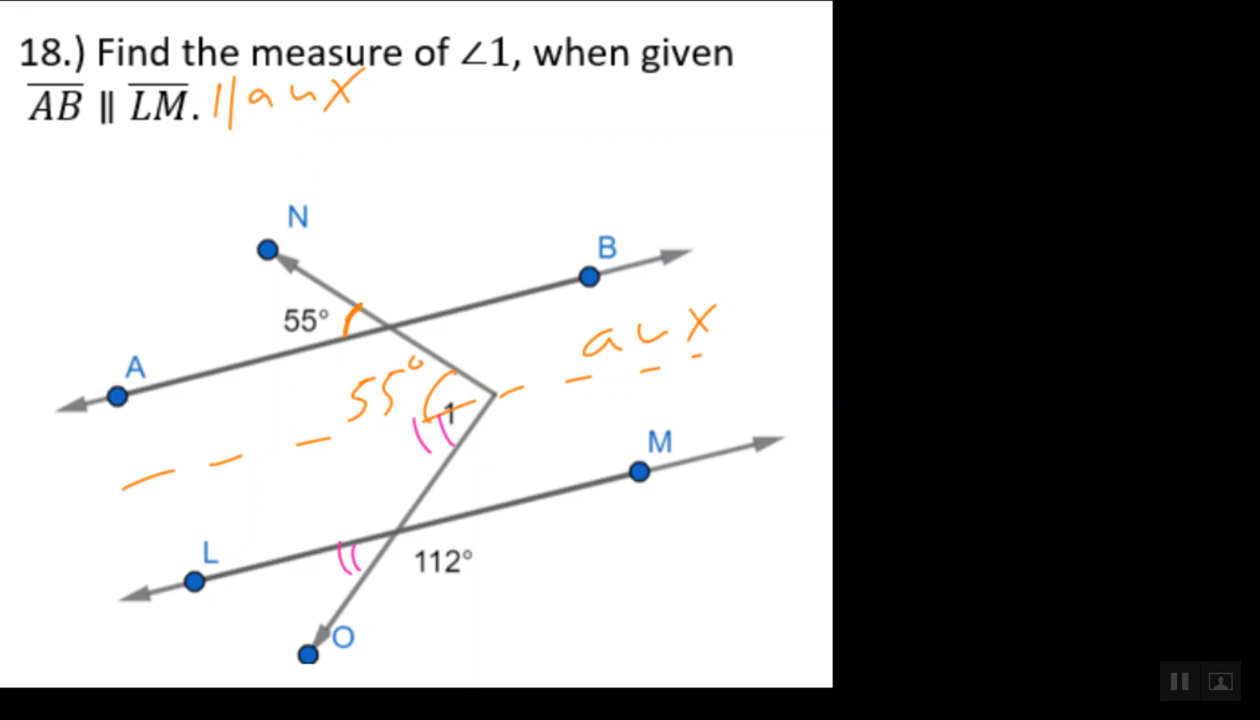 18.) Find the measure of ∠1, when given
AB ∥ LM. || aux
N
B
55°
aux
A
55°
1
M
L
112°
O